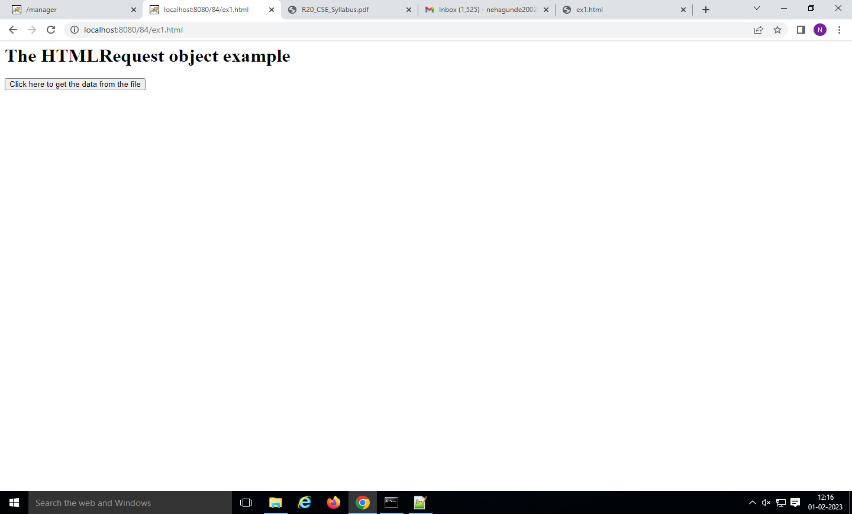 /manager
localhost:8080/84/ex1.html
R20_CSE_Syllabus.pdf
Inbox (1,525) - nehagunde2002
ex1.html
localhost:8080/84/ex1.html
N
The HTMLRequest object example
Click here to get the data from the file
Search the web and Windows
12:16
01-02-2023